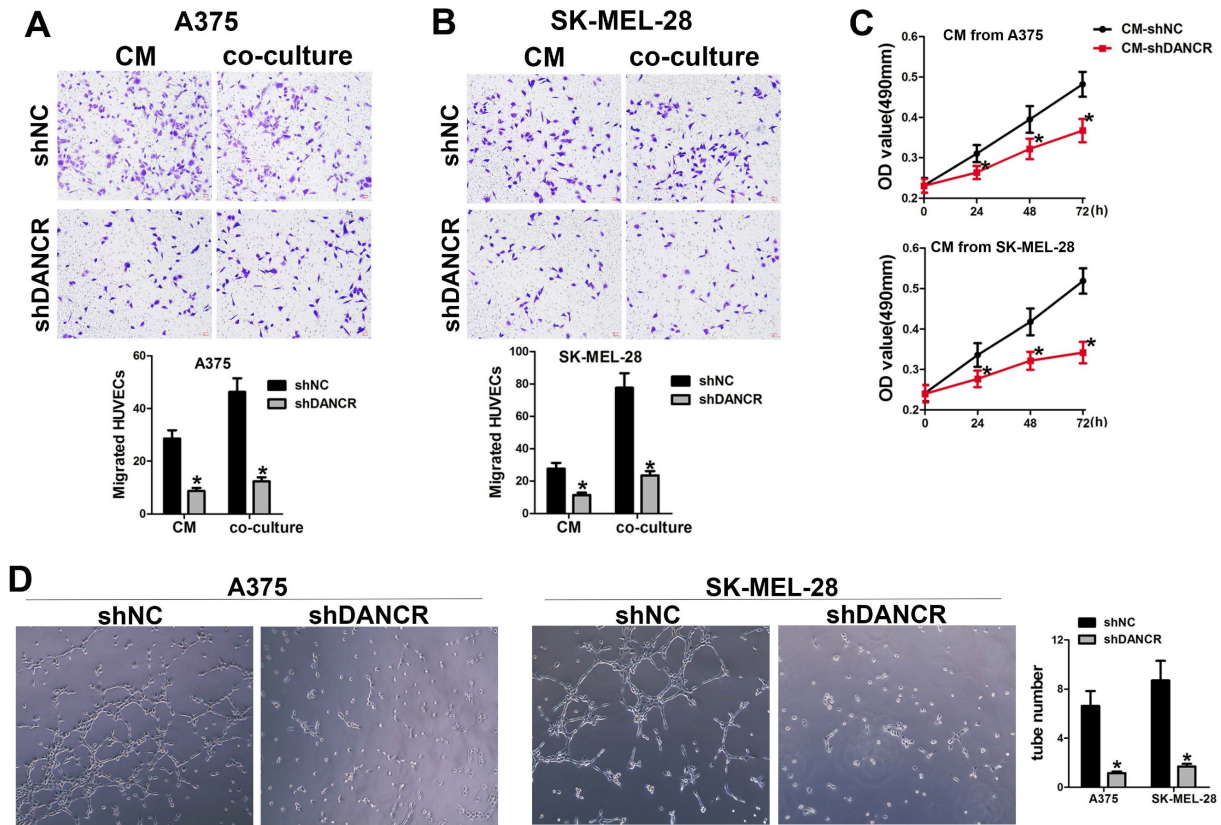 A
A375
CM co-culture
shNC
shDANCR
A375
60
40
20
0
Migrated HUVECs
CM co-culture
shNC
shDANCR
*
*
B
SK-MEL-28
CM co-culture
shNC
shDANCR
SK-MEL-28
100
80
60
40
20
0
Migrated HUVECs
CM co-culture
shNC
shDANCR
*
*
C
CM-shNC
CM-shDANCR
CM from A375
0.6
0.5
0.4
0.3
0.2
OD value(490mm)
0 24 48 72 (h)
*
*
*
CM from SK-MEL-28
0.6
0.5
0.4
0.3
0.2
OD value(490mm)
0 24 48 72 (h)
*
*
*
D
A375
shNC shDANCR
SK-MEL-28
shNC shDANCR
shNC
shDANCR
12
9
6
3
0
tube number
A375 SK-MEL-28
*
*